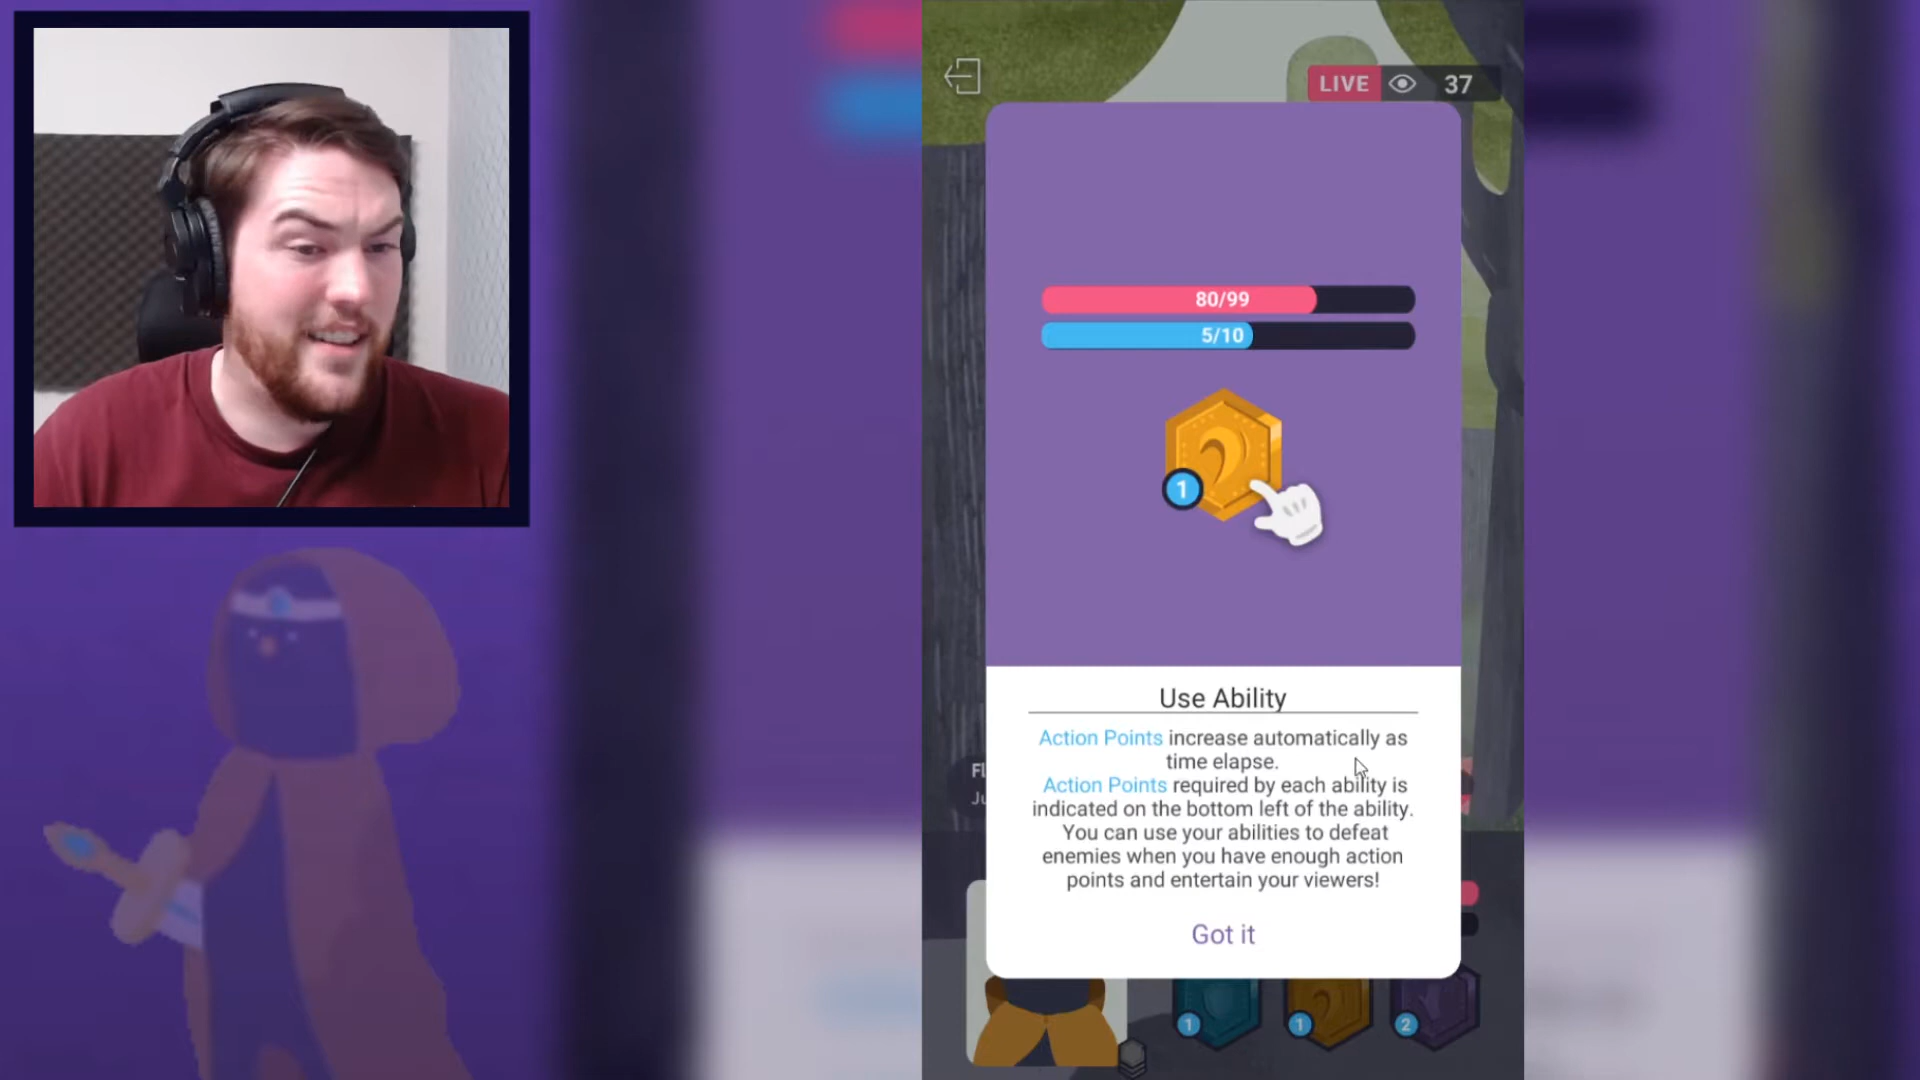 LIVE 37
80/99
5/10
1
Use Ability
Action Points increase automatically as
time elapse.
Action Points required by each ability is
indicated on the bottom left of the ability.
You can use your abilities to defeat
enemies when you have enough action
points and entertain your viewers!
Got it
1 1 2